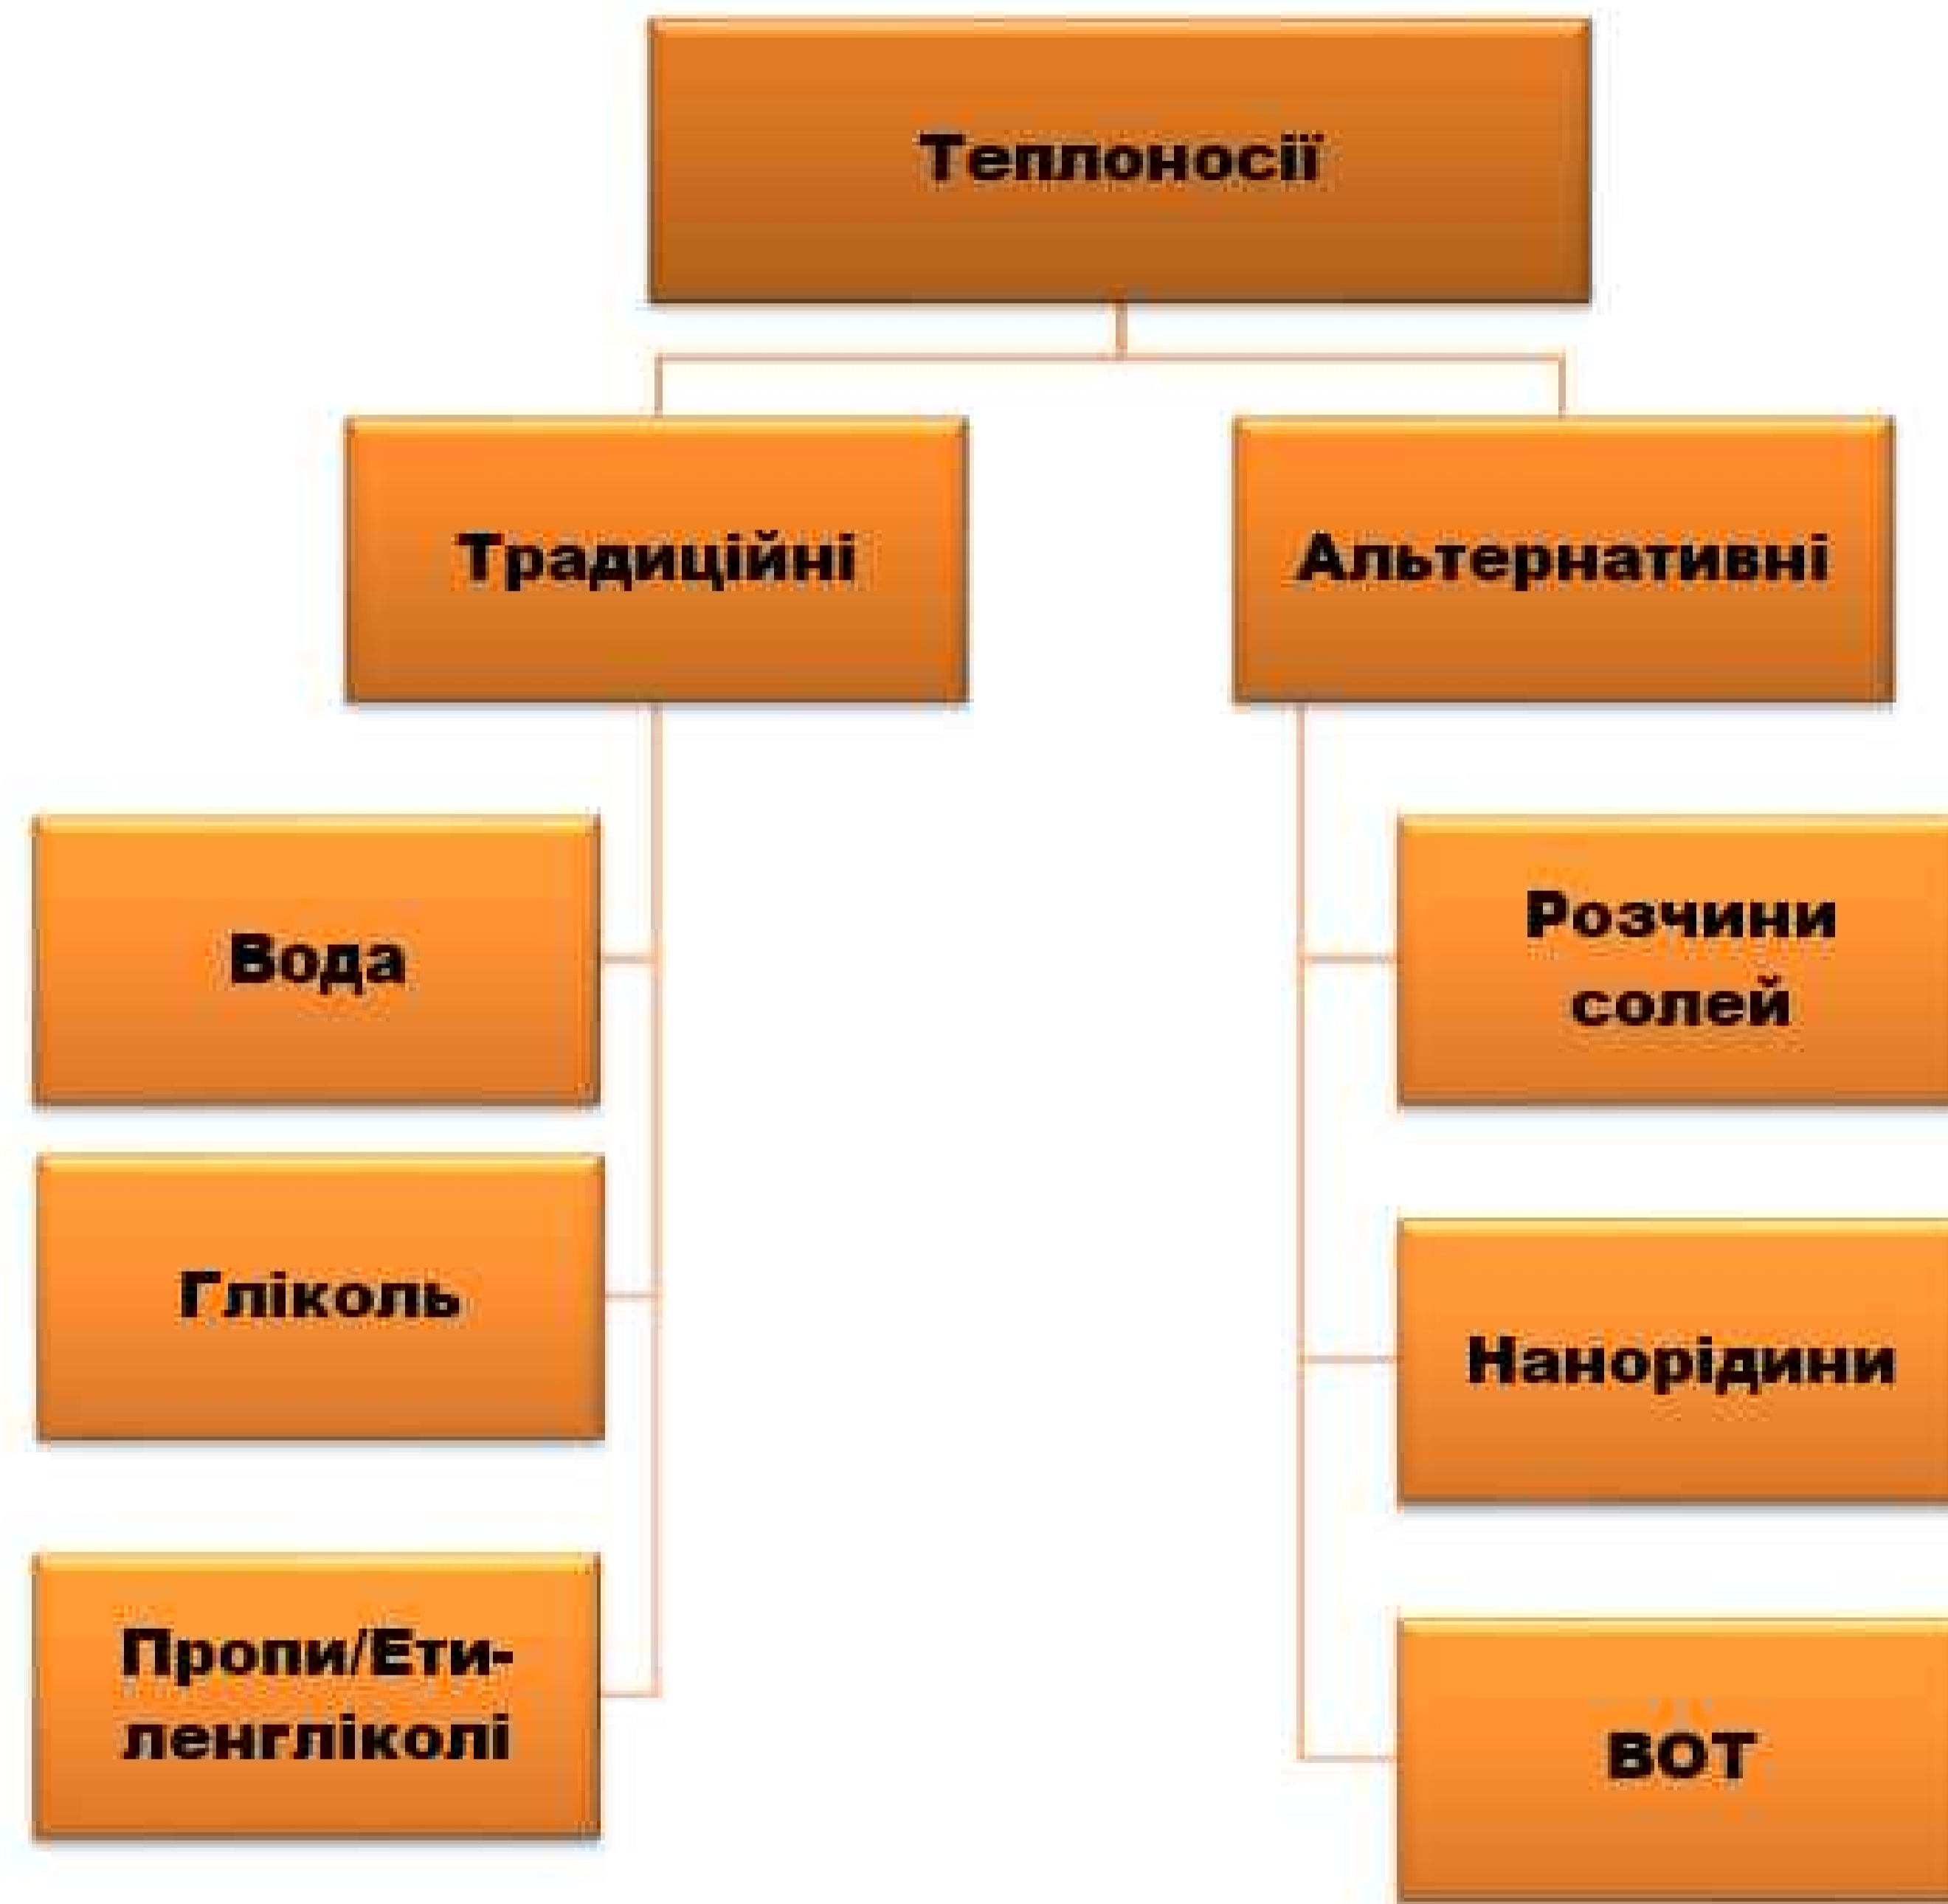 Теплоносії
Традиційні
Альтернативні
Вода
Гліколь
Пропи/Ети-
ленгліколі
Розчини
солей
Нанорідини
ВОТ